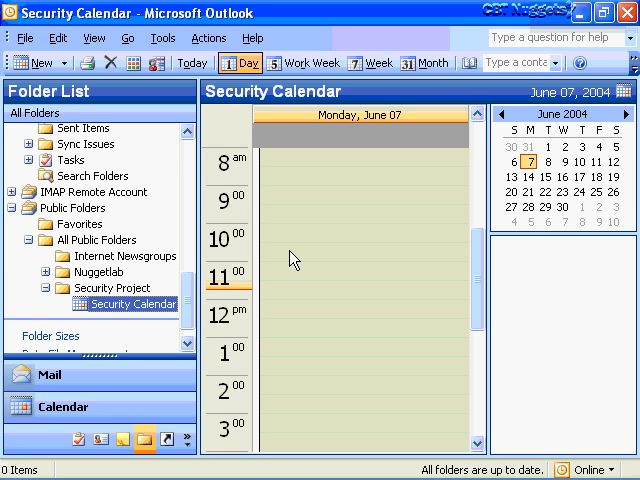 Security Calendar - Microsoft Outlook
CBT Nuggets
File Edit View Go Tools Actions Help
Type a question for help
New Today 1 Day 5 Work Week 7 Week 31 Month Type a conta
Folder List
Security Calendar June 07, 2004
All Folders
Sent Items
Sync Issues
Tasks
Search Folders
IMAP Remote Account
Public Folders
Favorites
All Public Folders
Internet Newsgroups
Nuggetlab
Security Project
Security Calendar
Folder Sizes
Mail
Calendar
Monday, June 07
8 am
9 00
10 00
11 00
12 pm
1 00
2 00
3 00
June 2004
S M T W T F S
30 31 1 2 3 4 5
6 7 8 9 10 11 12
13 14 15 16 17 18 19
20 21 22 23 24 25 26
27 28 29 30 1 2 3
4 5 6 7 8 9 10
0 Items
All folders are up to date.
Online